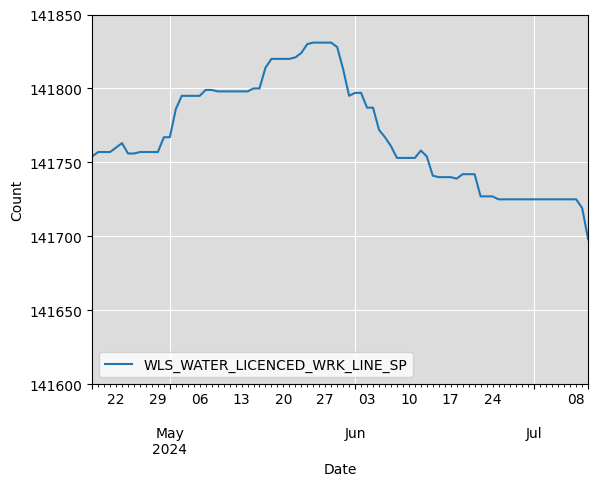 141850
141800
141750
141700
141650
141600
Count
WLS_WATER_LICENCED_WRK_LINE_SP
22 29 06 13 20 27 03 10 17 24 08
May Jun Jul
2024
Date